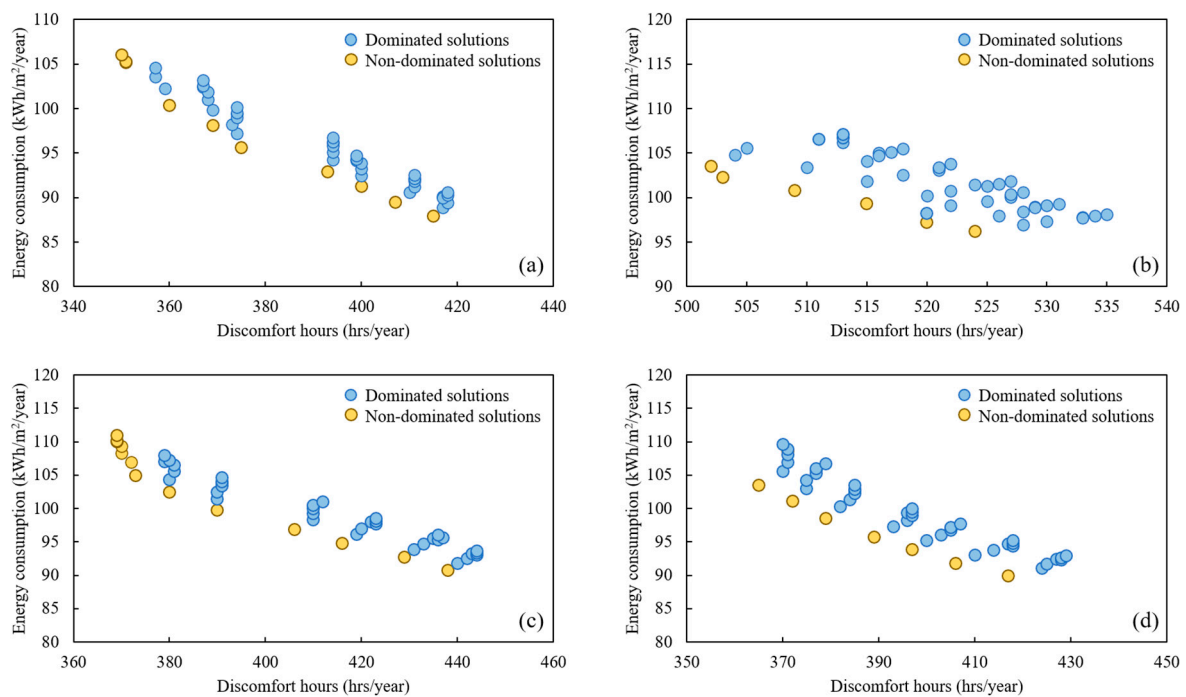 110
105
100
95
90
85
80
Energy consumption (kWh/m²/year)
Dominated solutions
Non-dominated solutions
(a)
340
360
380
400
420
440
Discomfort hours (hrs/year)
120
115
110
105
100
95
90
Energy consumption (kWh/m²/year)
Dominated solutions
Non-dominated solutions
(b)
500
505
510
515
520
525
530
535
540
Discomfort hours (hrs/year)
120
115
110
105
100
95
90
85
80
Energy consumption (kWh/m²/year)
Dominated solutions
Non-dominated solutions
(c)
360
380
400
420
440
460
Discomfort hours (hrs/year)
120
115
110
105
100
95
90
85
80
Energy consumption (kWh/m²/year)
Dominated solutions
Non-dominated solutions
(d)
350
370
390
410
430
450
Discomfort hours (hrs/year)